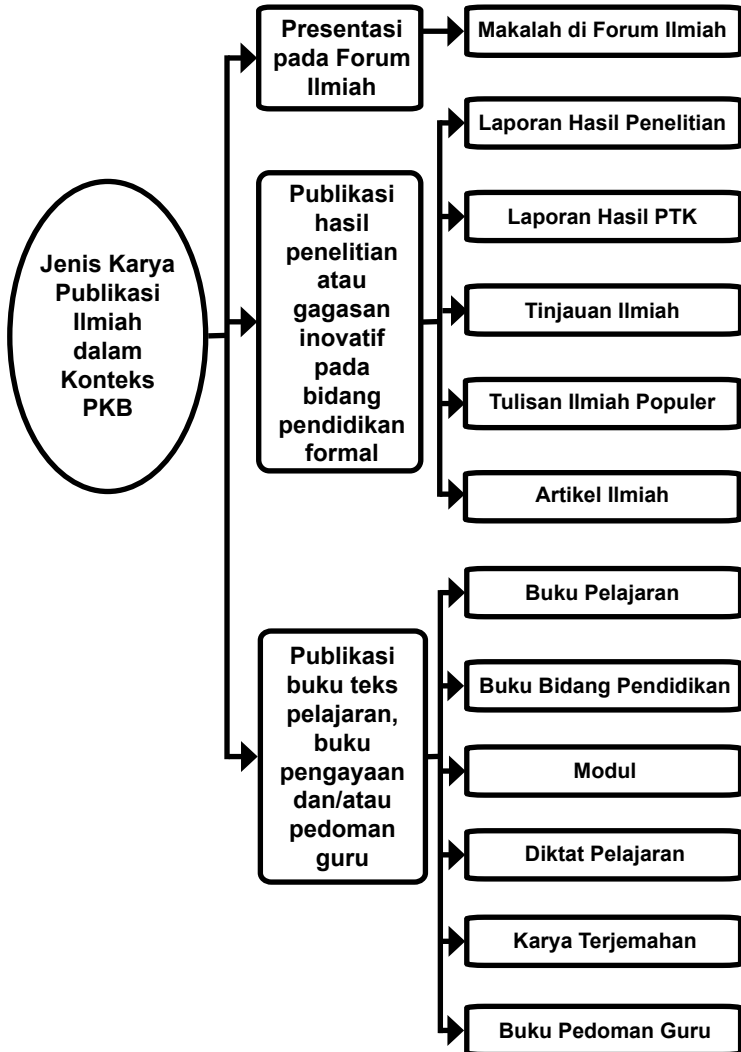 Jenis Karya
Publikasi
Ilmiah
dalam
Konteks
PKB
Presentasi
pada Forum
Ilmiah
Makalah di Forum Ilmiah
Publikasi
hasil
penelitian
atau
gagasan
inovatif
pada
bidang
pendidikan
formal
Laporan Hasil Penelitian
Laporan Hasil PTK
Tinjauan Ilmiah
Tulisan Ilmiah Populer
Artikel Ilmiah
Publikasi
buku teks
pelajaran,
buku
pengayaan
dan/atau
pedoman
guru
Buku Pelajaran
Buku Bidang Pendidikan
Modul
Diktat Pelajaran
Karya Terjemahan
Buku Pedoman Guru